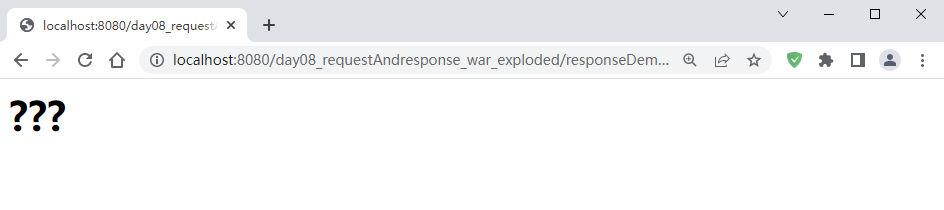 localhost:8080/day08_request
localhost:8080/day08_requestAndresponse_war_exploded/responseDem...
???